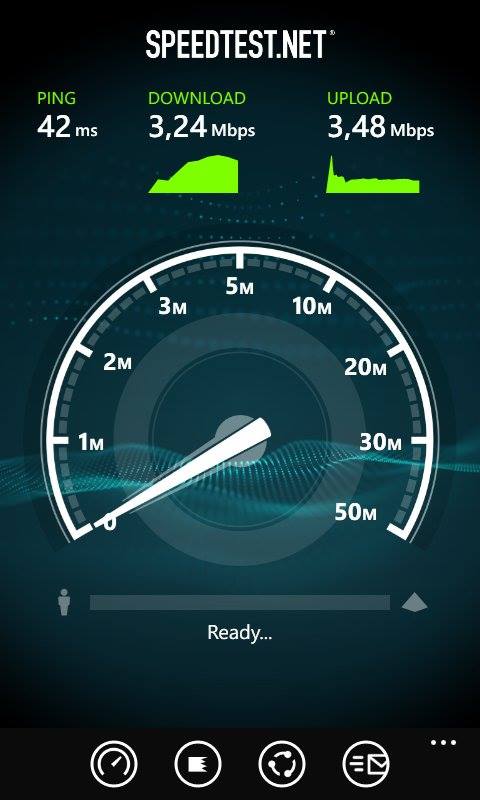 SPEEDTEST.NET®
PING DOWNLOAD UPLOAD
42 ms 3,24 Mbps 3,48 Mbps
5M
3M 10M
2M 20M
1M 30M
0 50M
Ready...